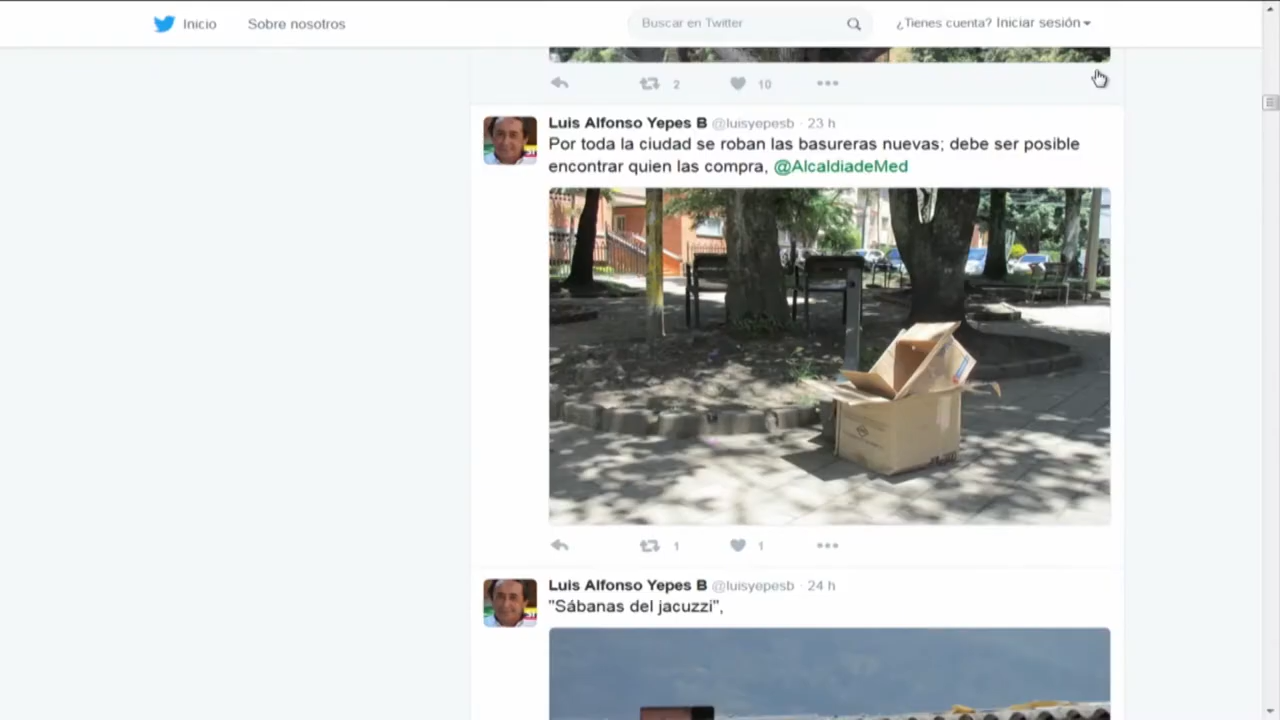 Inicio
Sobre nosotros
Buscar en Twitter
¿Tienes cuenta? Iniciar sesión
2
10
Luis Alfonso Yepes B @luisyepesb · 23 h
Por toda la ciudad se roban las basureras nuevas; debe ser posible
encontrar quien las compra, @AlcaldiadeMed
1
1
Luis Alfonso Yepes B @luisyepesb · 24 h
"Sábanas del jacuzzi",